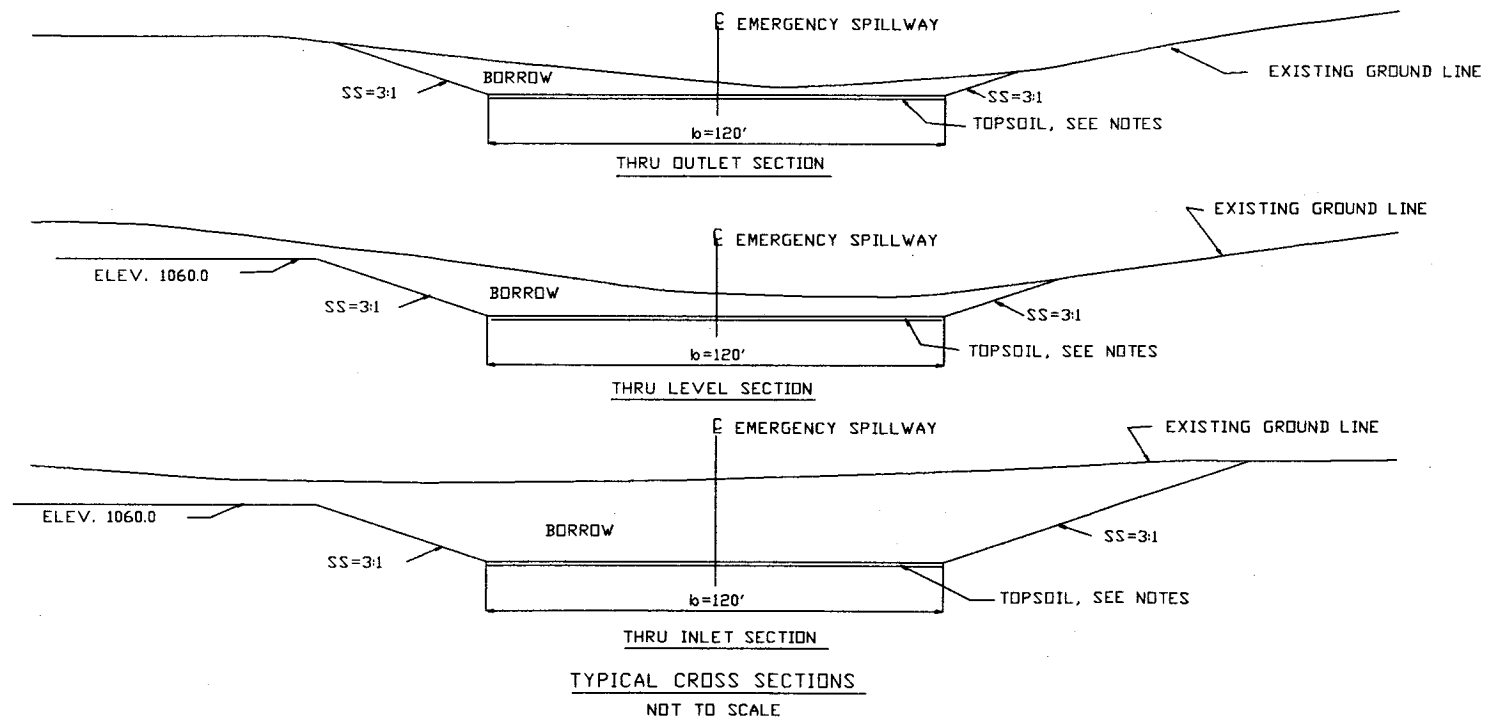 ℄ EMERGENCY SPILLWAY
BORROW
SS=3:1
EXISTING GROUND LINE
SS=3:1
TOPSOIL, SEE NOTES
b=120'
THRU OUTLET SECTION
EXISTING GROUND LINE
℄ EMERGENCY SPILLWAY
ELEV. 1060.0
BORROW
SS=3:1
SS=3:1
TOPSOIL, SEE NOTES
b=120'
THRU LEVEL SECTION
℄ EMERGENCY SPILLWAY
EXISTING GROUND LINE
ELEV. 1060.0
BORROW
SS=3:1
SS=3:1
TOPSOIL, SEE NOTES
b=120'
THRU INLET SECTION
TYPICAL CROSS SECTIONS
NOT TO SCALE